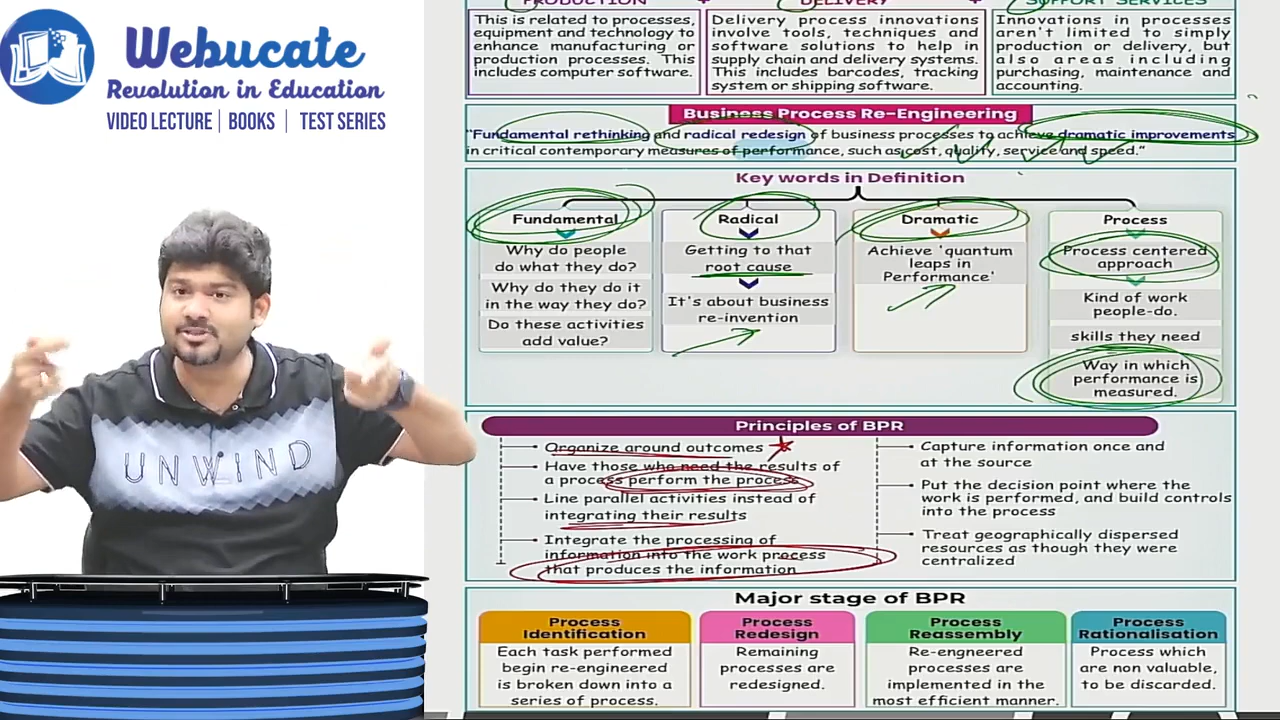 Webucate
Revolution in Education
VIDEO LECTURE | BOOKS | TEST SERIES
UNWIND
PRODUCTION + DELIVERY + SUPPORT SERVICES
This is related to processes,
equipment and technology to
enhance manufacturing or
production processes. This
includes computer software.
Delivery process innovations
involve tools, techniques and
software solutions to help in
supply chain and delivery systems.
This includes barcodes, tracking
system or shipping software.
Innovations in processes
aren't limited to simply
production or delivery, but
also areas including
purchasing, maintenance and
accounting.
Business Process Re-Engineering
"Fundamental rethinking and radical redesign of business processes to achieve dramatic improvements
in critical contemporary measures of performance, such as cost, quality, service and speed."
Key words in Definition
Fundamental
Why do people
do what they do?
Why do they do it
in the way they do?
Do these activities
add value?
Radical
Getting to that
root cause
It's about business
re-invention
Dramatic
Achieve 'quantum
leaps in
Performance'
Process
Process centered
approach
Kind of work
people-do.
skills they need
Way in which
performance is
measured.
Principles of BPR
Organize around outcomes
Have those who need the results of
a process perform the process
Line parallel activities instead of
integrating their results
Integrate the processing of
information into the work process
that produces the information
Capture information once and
at the source
Put the decision point where the
work is performed, and build controls
into the process
Treat geographically dispersed
resources as though they were
centralized
Major stage of BPR
Process
Identification
Each task performed
begin re-engineered
is broken down into a
series of process.
Process
Redesign
Remaining
processes are
redesigned.
Process
Reassembly
Re-engneered
processes are
implemented in the
most efficient manner.
Process
Rationalisation
Process which
are non valuable,
to be discarded.